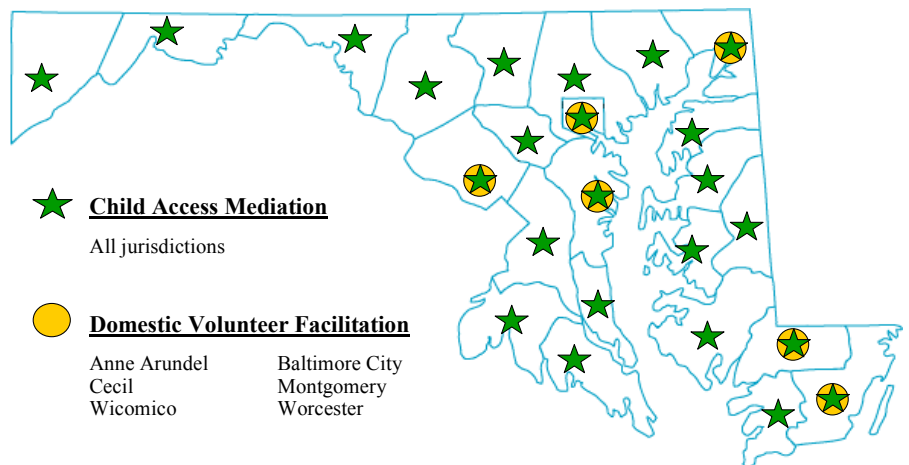 Child Access Mediation
All jurisdictions
Domestic Volunteer Facilitation
Anne Arundel Baltimore City
Cecil Montgomery
Wicomico Worcester